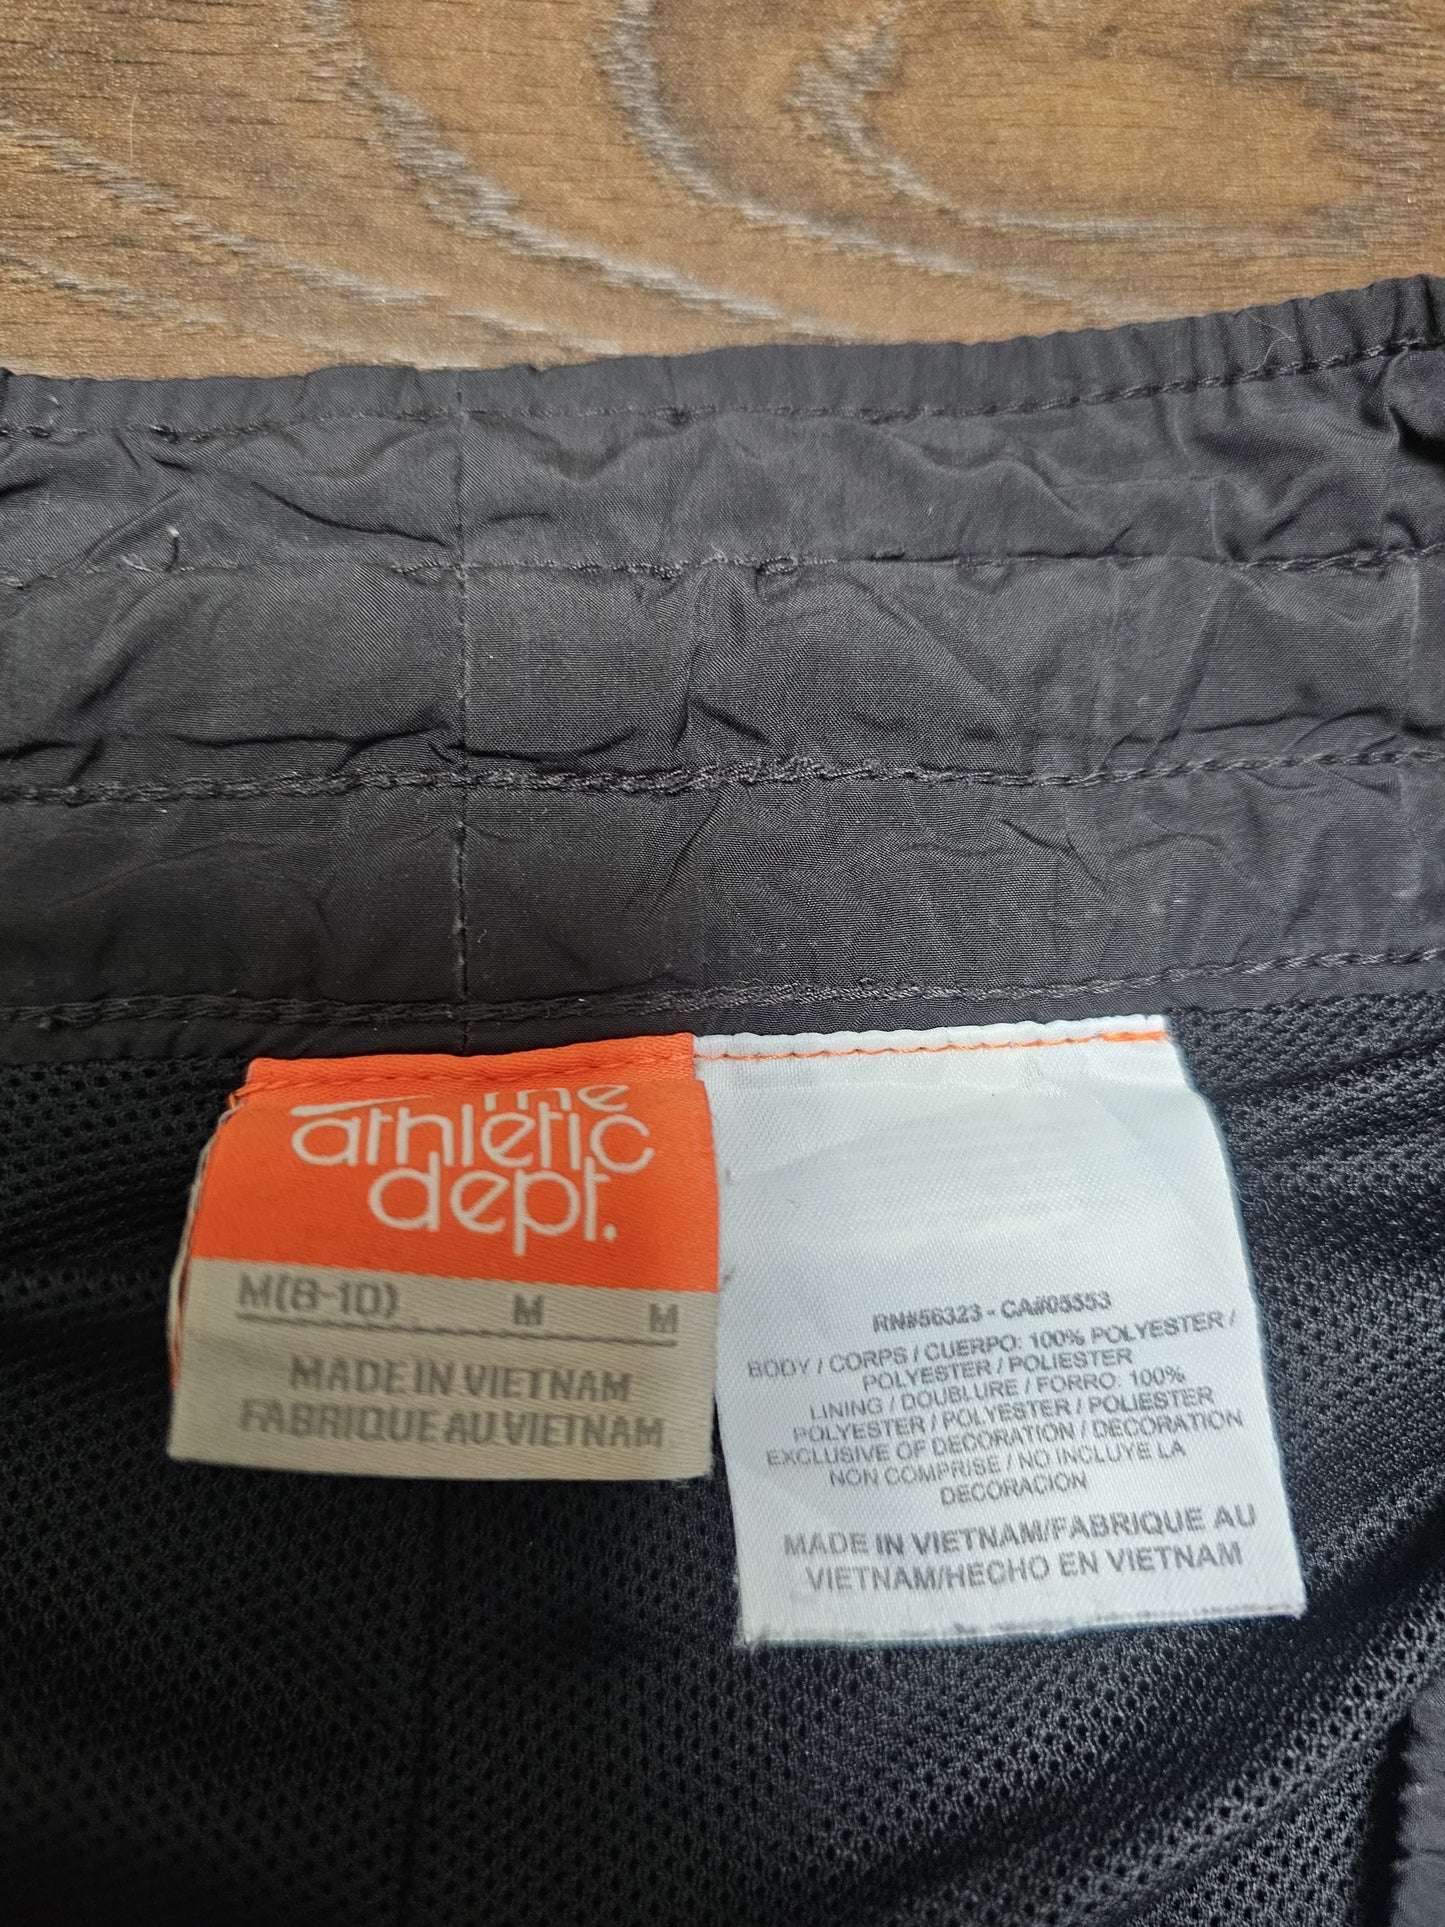 the
athletic
dept.
M(8-10) M M
MADE IN VIETNAM
FABRIQUE AU VIETNAM
RN#56323 - CA#05553
BODY / CORPS / CUERPO: 100% POLYESTER /
POLYESTER / POLIESTER
LINING / DOUBLURE / FORRO: 100%
POLYESTER / POLYESTER / POLIESTER
EXCLUSIVE OF DECORATION / DECORATION
NON COMPRISE / NO INCLUYE LA
DECORACION
MADE IN VIETNAM/FABRIQUE AU
VIETNAM/HECHO EN VIETNAM